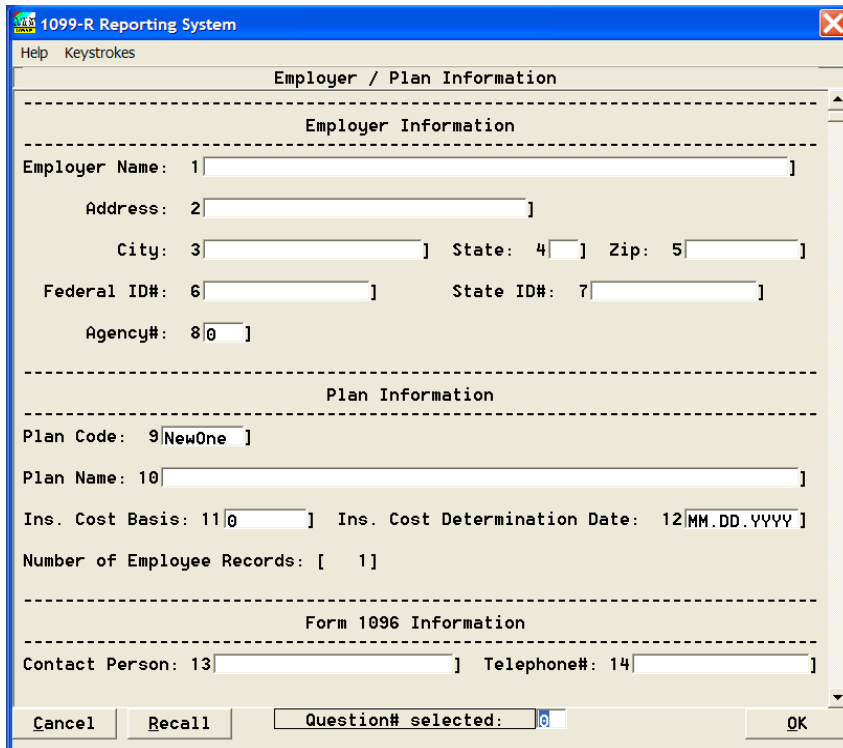 1099-R Reporting System
Help Keystrokes
Employer / Plan Information
Employer Information
Employer Name: 1 ]
Address: 2 ]
City: 3 ] State: 4 ] Zip: 5 ]
Federal ID#: 6 ] State ID#: 7 ]
Agency#: 8 0 ]
Plan Information
Plan Code: 9 NewOne ]
Plan Name: 10 ]
Ins. Cost Basis: 11 0 ] Ins. Cost Determination Date: 12 MM.DD.YYYY ]
Number of Employee Records: [ 1]
Form 1096 Information
Contact Person: 13 ] Telephone#: 14 ]
Cancel Recall Question# selected: 0 OK